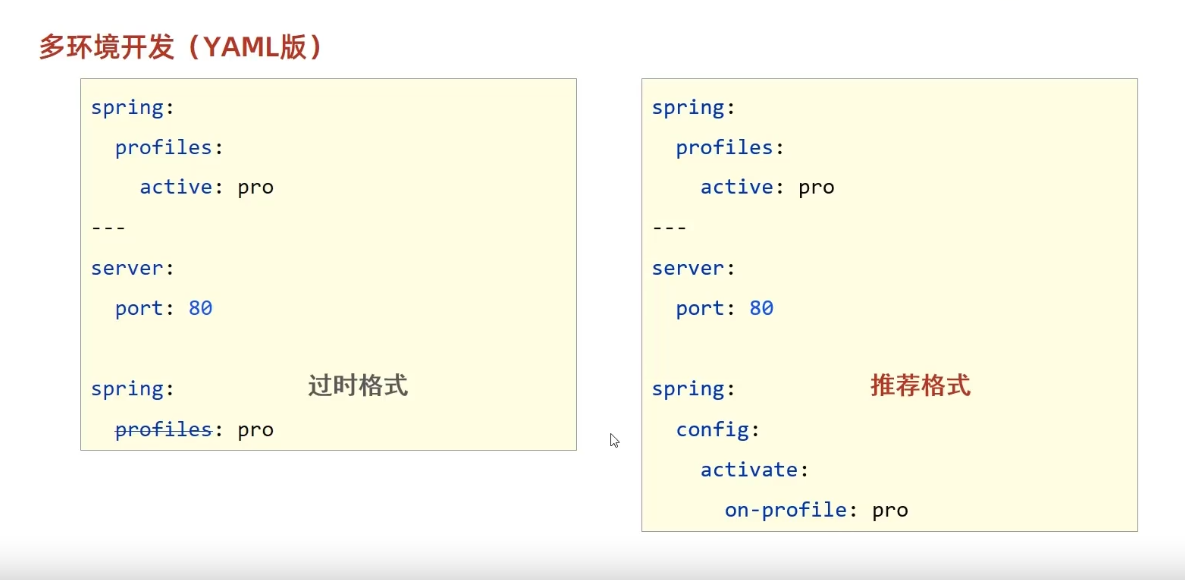 多环境开发（YAML版）
spring:
  profiles:
    active: pro
---
server:
  port: 80
spring:
过时格式
  profiles: pro
spring:
  profiles:
    active: pro
---
server:
  port: 80
spring:
推荐格式
  config:
    activate:
      on-profile: pro